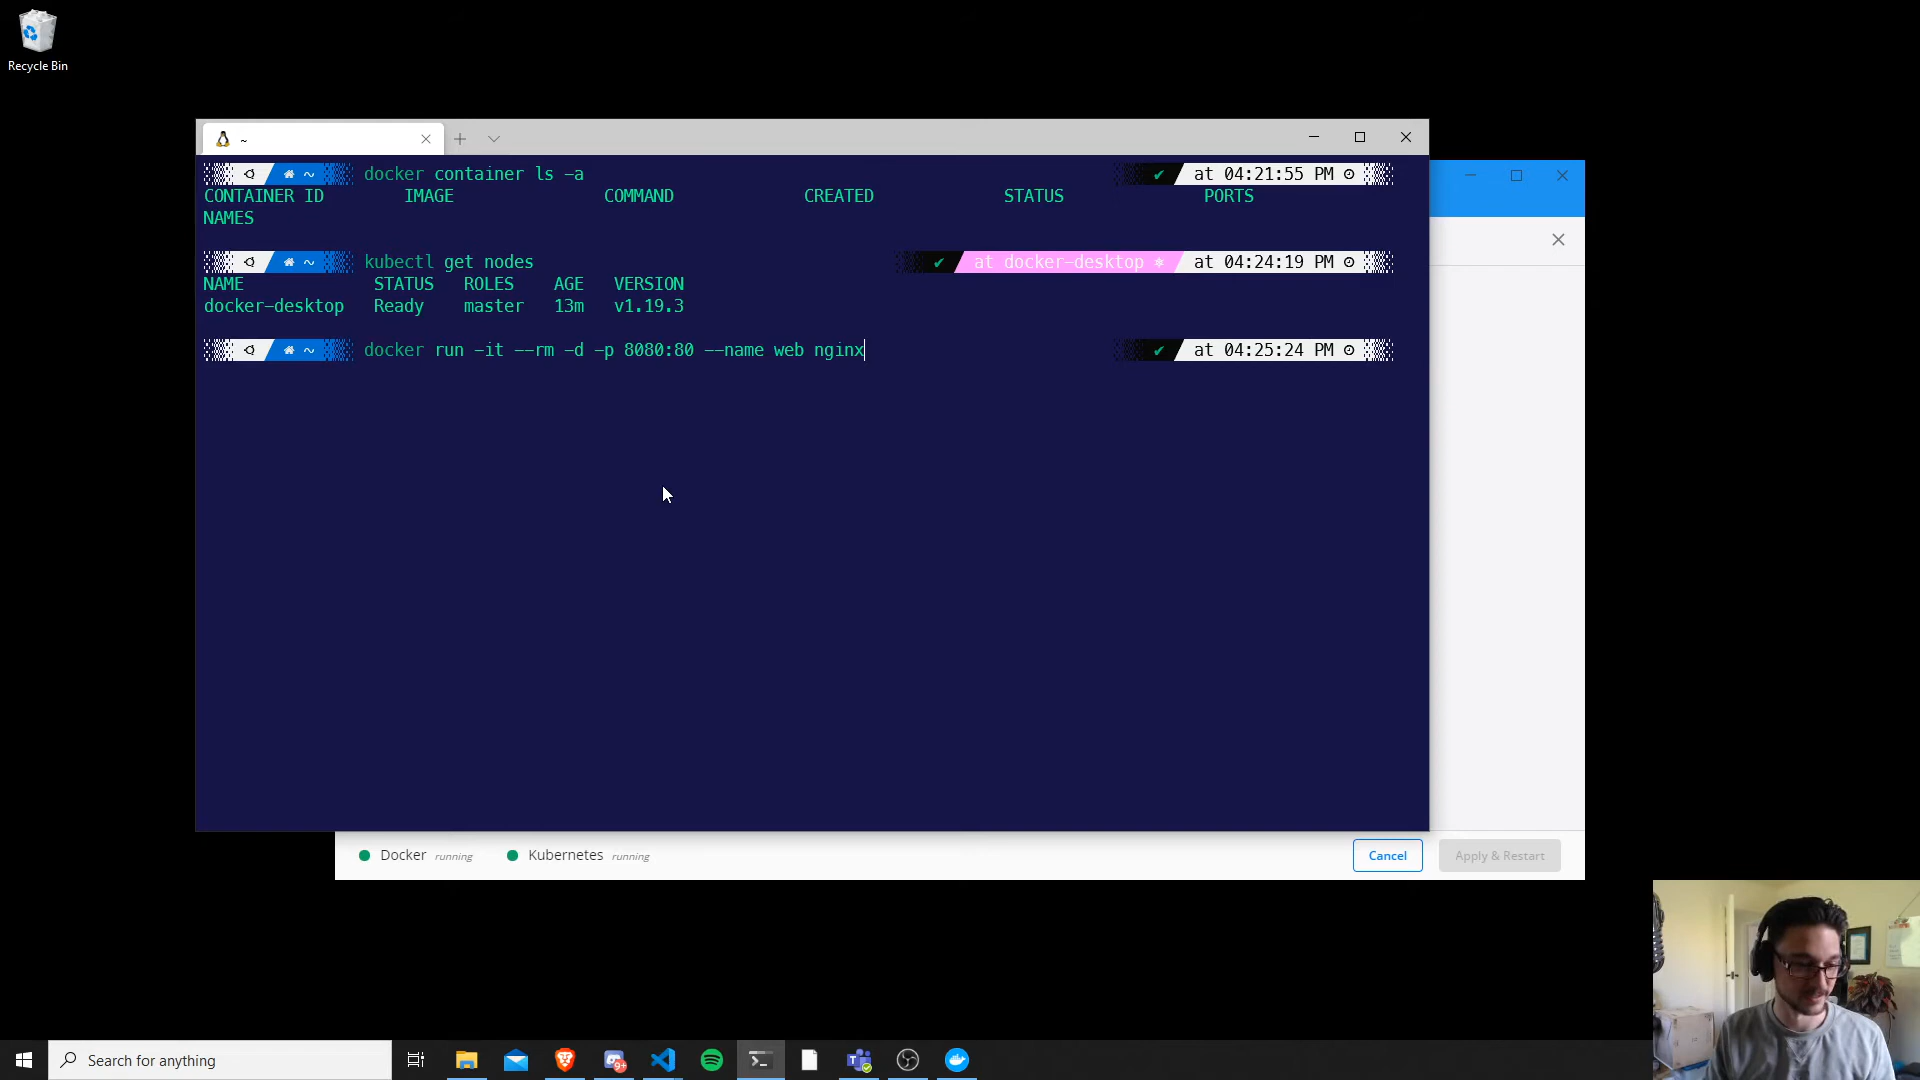 Recycle Bin
~
~ docker container ls -a ✔ at 04:21:55 PM
CONTAINER ID IMAGE COMMAND CREATED STATUS PORTS
NAMES
~ kubectl get nodes ✔ at docker-desktop ⎈ at 04:24:19 PM
NAME STATUS ROLES AGE VERSION
docker-desktop Ready master 13m v1.19.3
~ docker run -it --rm -d -p 8080:80 --name web nginx ✔ at 04:25:24 PM
Docker running Kubernetes running Cancel Apply & Restart
Search for anything
9+